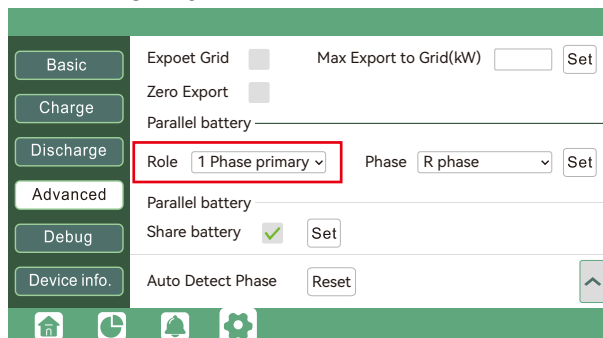 Basic
Charge
Discharge
Advanced
Debug
Device info.
Expoet Grid Max Export to Grid(kW) Set
Zero Export
Parallel battery
Role 1 Phase primary Phase R phase Set
Parallel battery
Share battery Set
Auto Detect Phase Reset